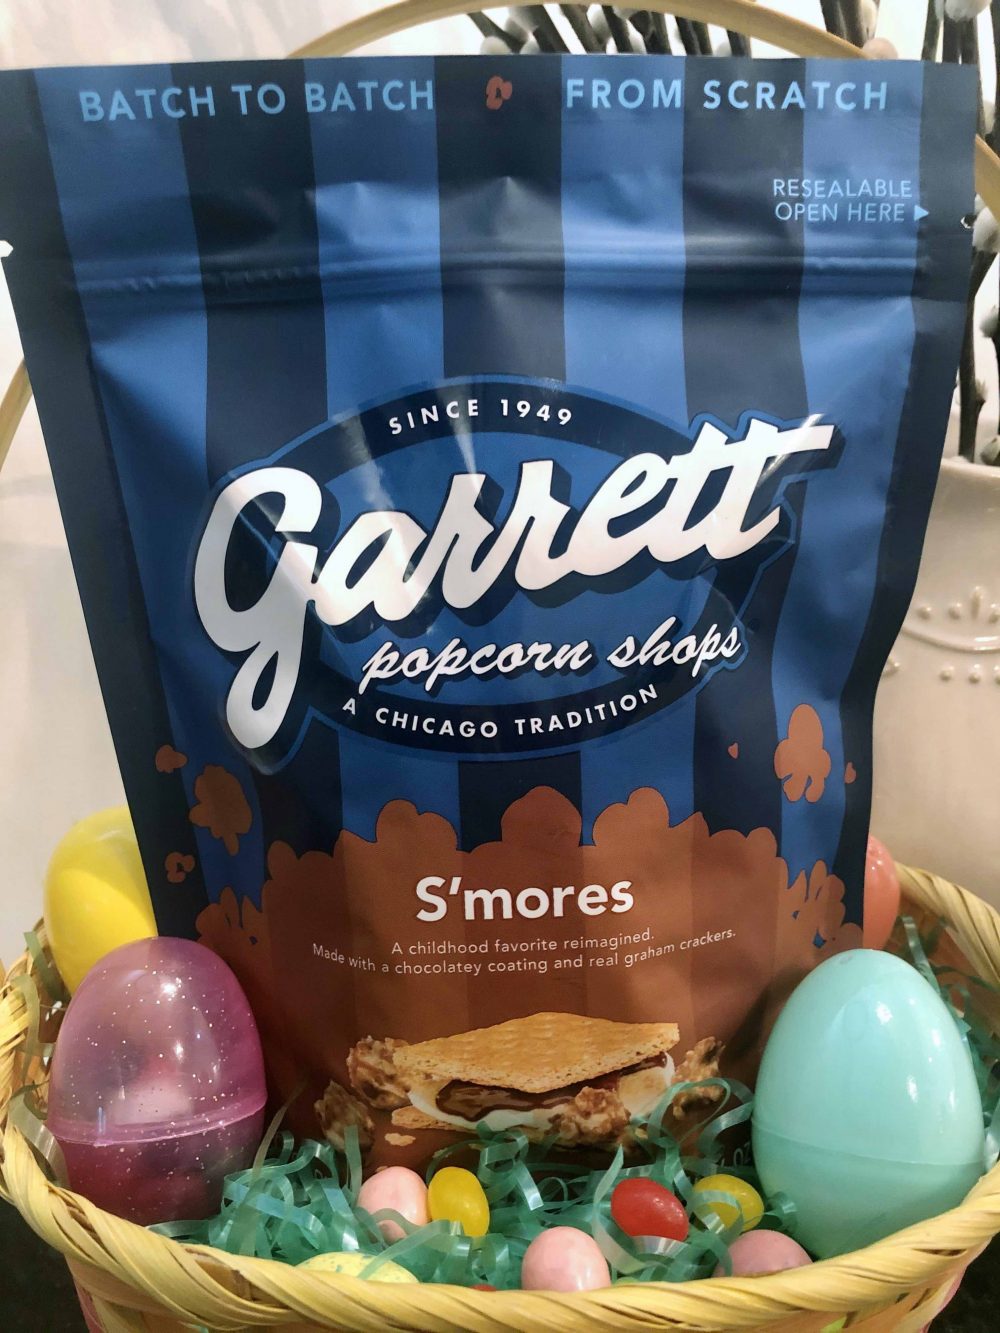 BATCH TO BATCH FROM SCRATCH
RESEALABLE
OPEN HERE
SINCE 1949
Garrett
popcorn shops
A CHICAGO TRADITION
S'mores
A childhood favorite reimagined.
Made with a chocolatey coating and real graham crackers.